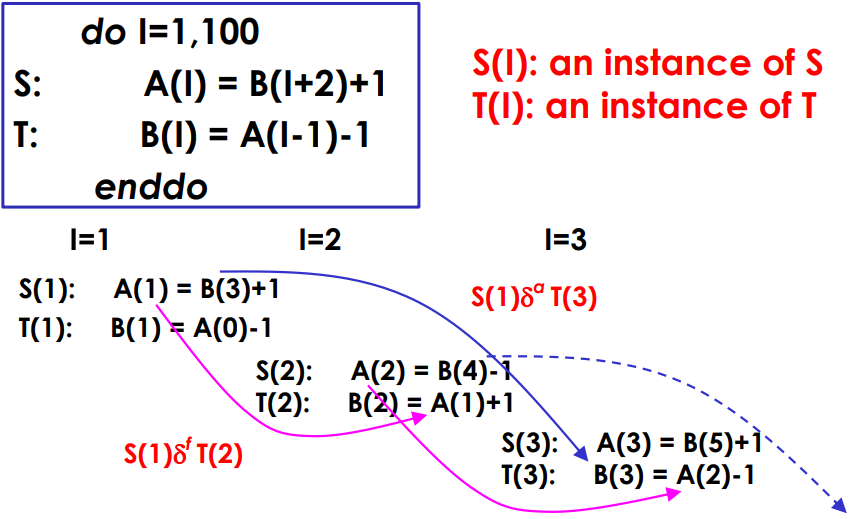 do I=1,100
S: A(I) = B(I+2)+1
T: B(I) = A(I-1)-1
enddo
S(I): an instance of S
T(I): an instance of T
I=1 I=2 I=3
S(1): A(1) = B(3)+1
T(1): B(1) = A(0)-1
S(1)δᵃ T(3)
S(2): A(2) = B(4)-1
T(2): B(2) = A(1)+1
S(1)δᶠ T(2)
S(3): A(3) = B(5)+1
T(3): B(3) = A(2)-1